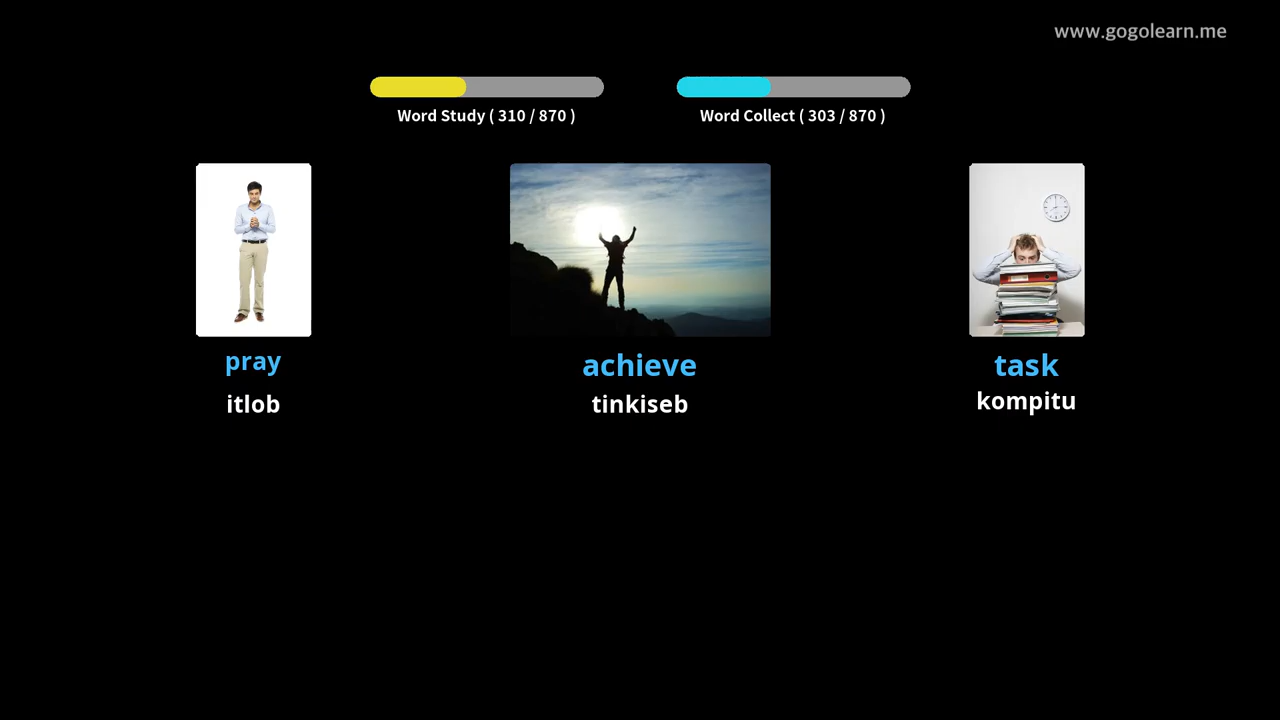 www.gogolearn.me
Word Study ( 310 / 870 )
Word Collect ( 303 / 870 )
pray
achieve
task
itlob
tinkiseb
kompitu